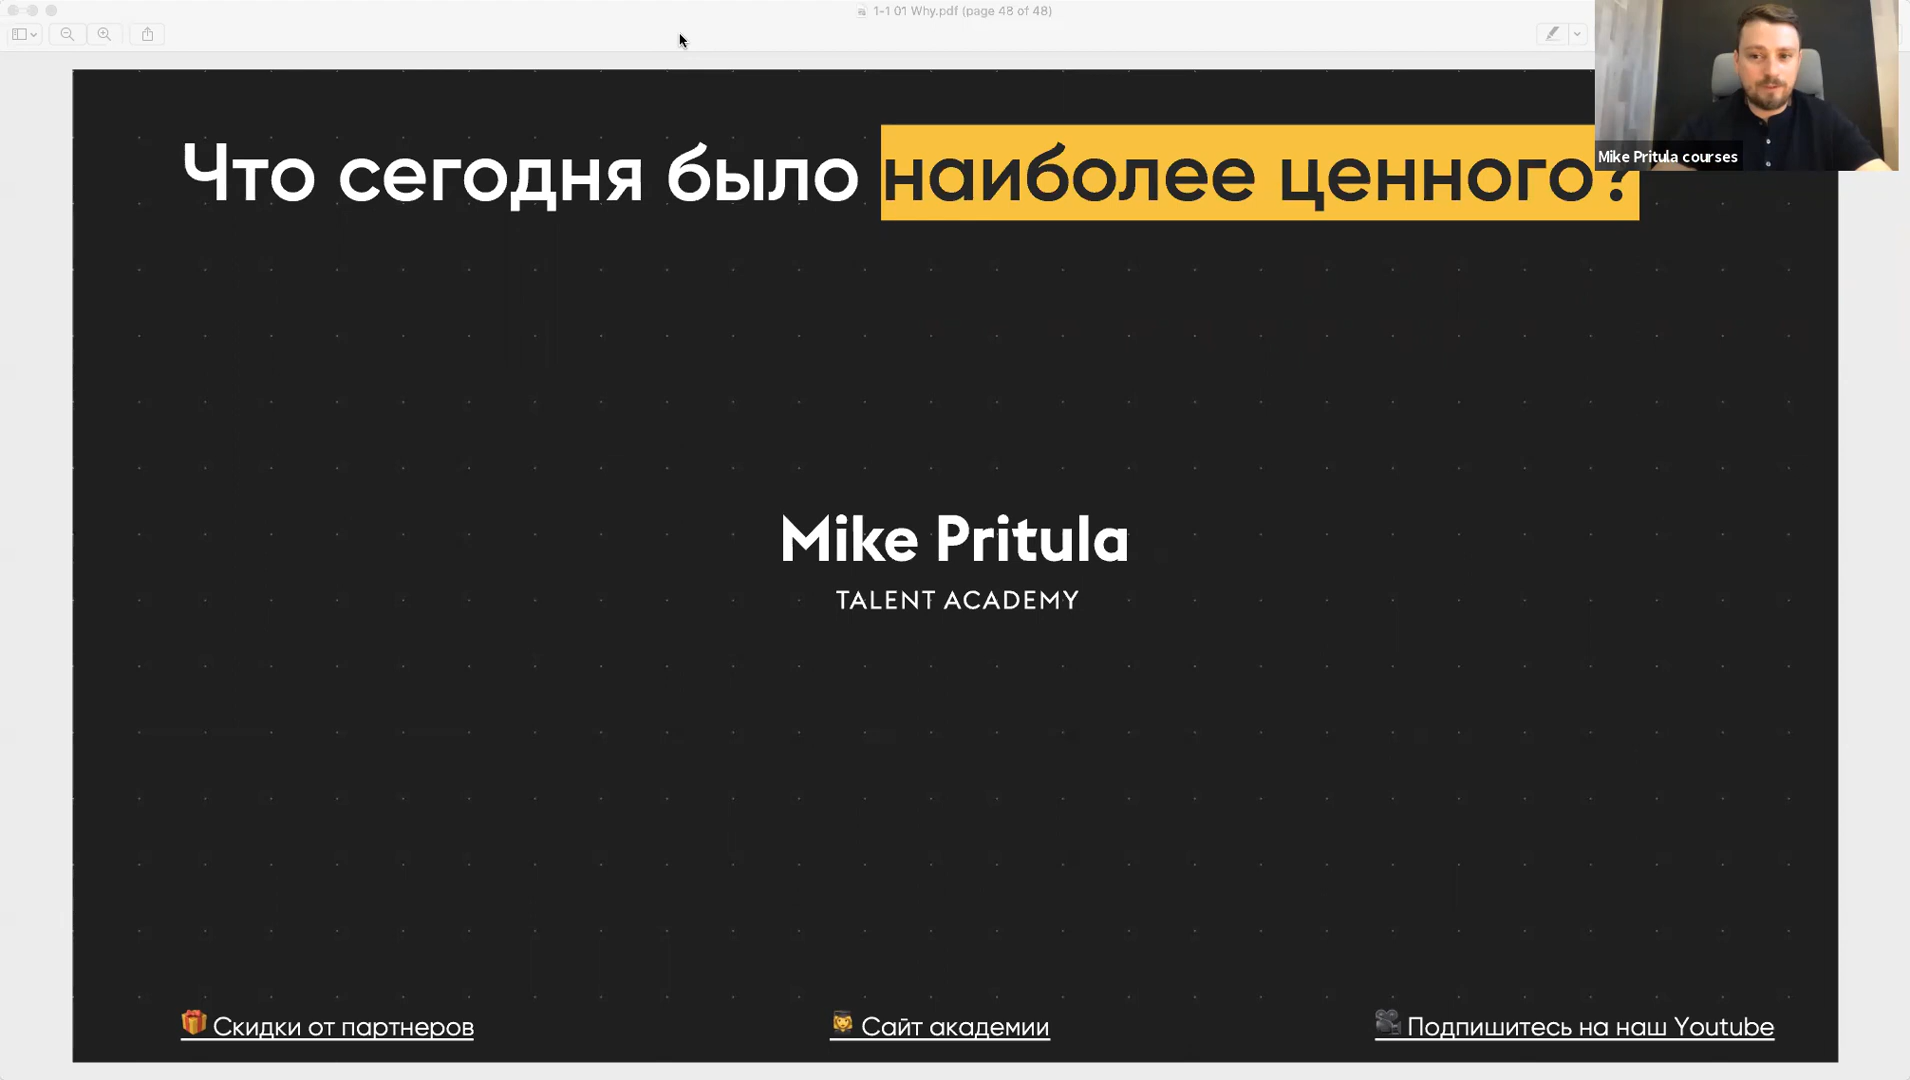 1-1 01 Why.pdf (page 48 of 48)
Mike Pritula courses
Что сегодня было наиболее ценного?
Mike Pritula
TALENT ACADEMY
Скидки от партнеров
Сайт академии
Подпишитесь на наш Youtube